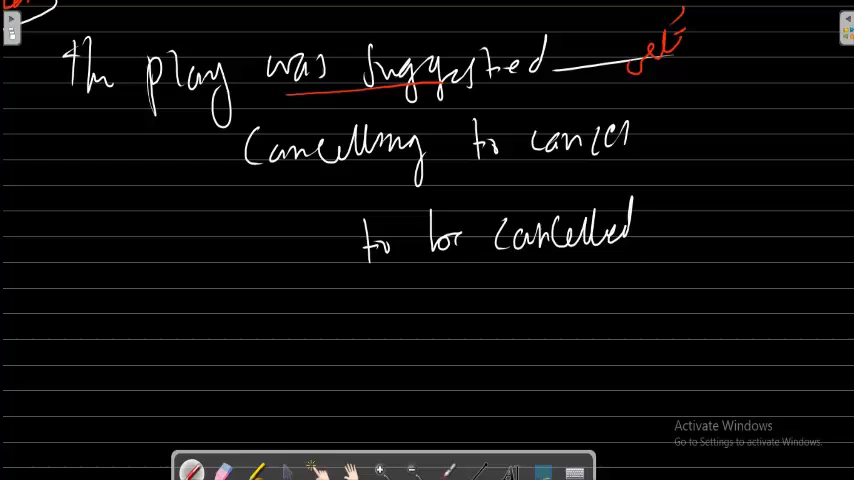 The play was suggested
cancelling to cancel
to be cancelled
Activate Windows
Go to Settings to activate Windows.